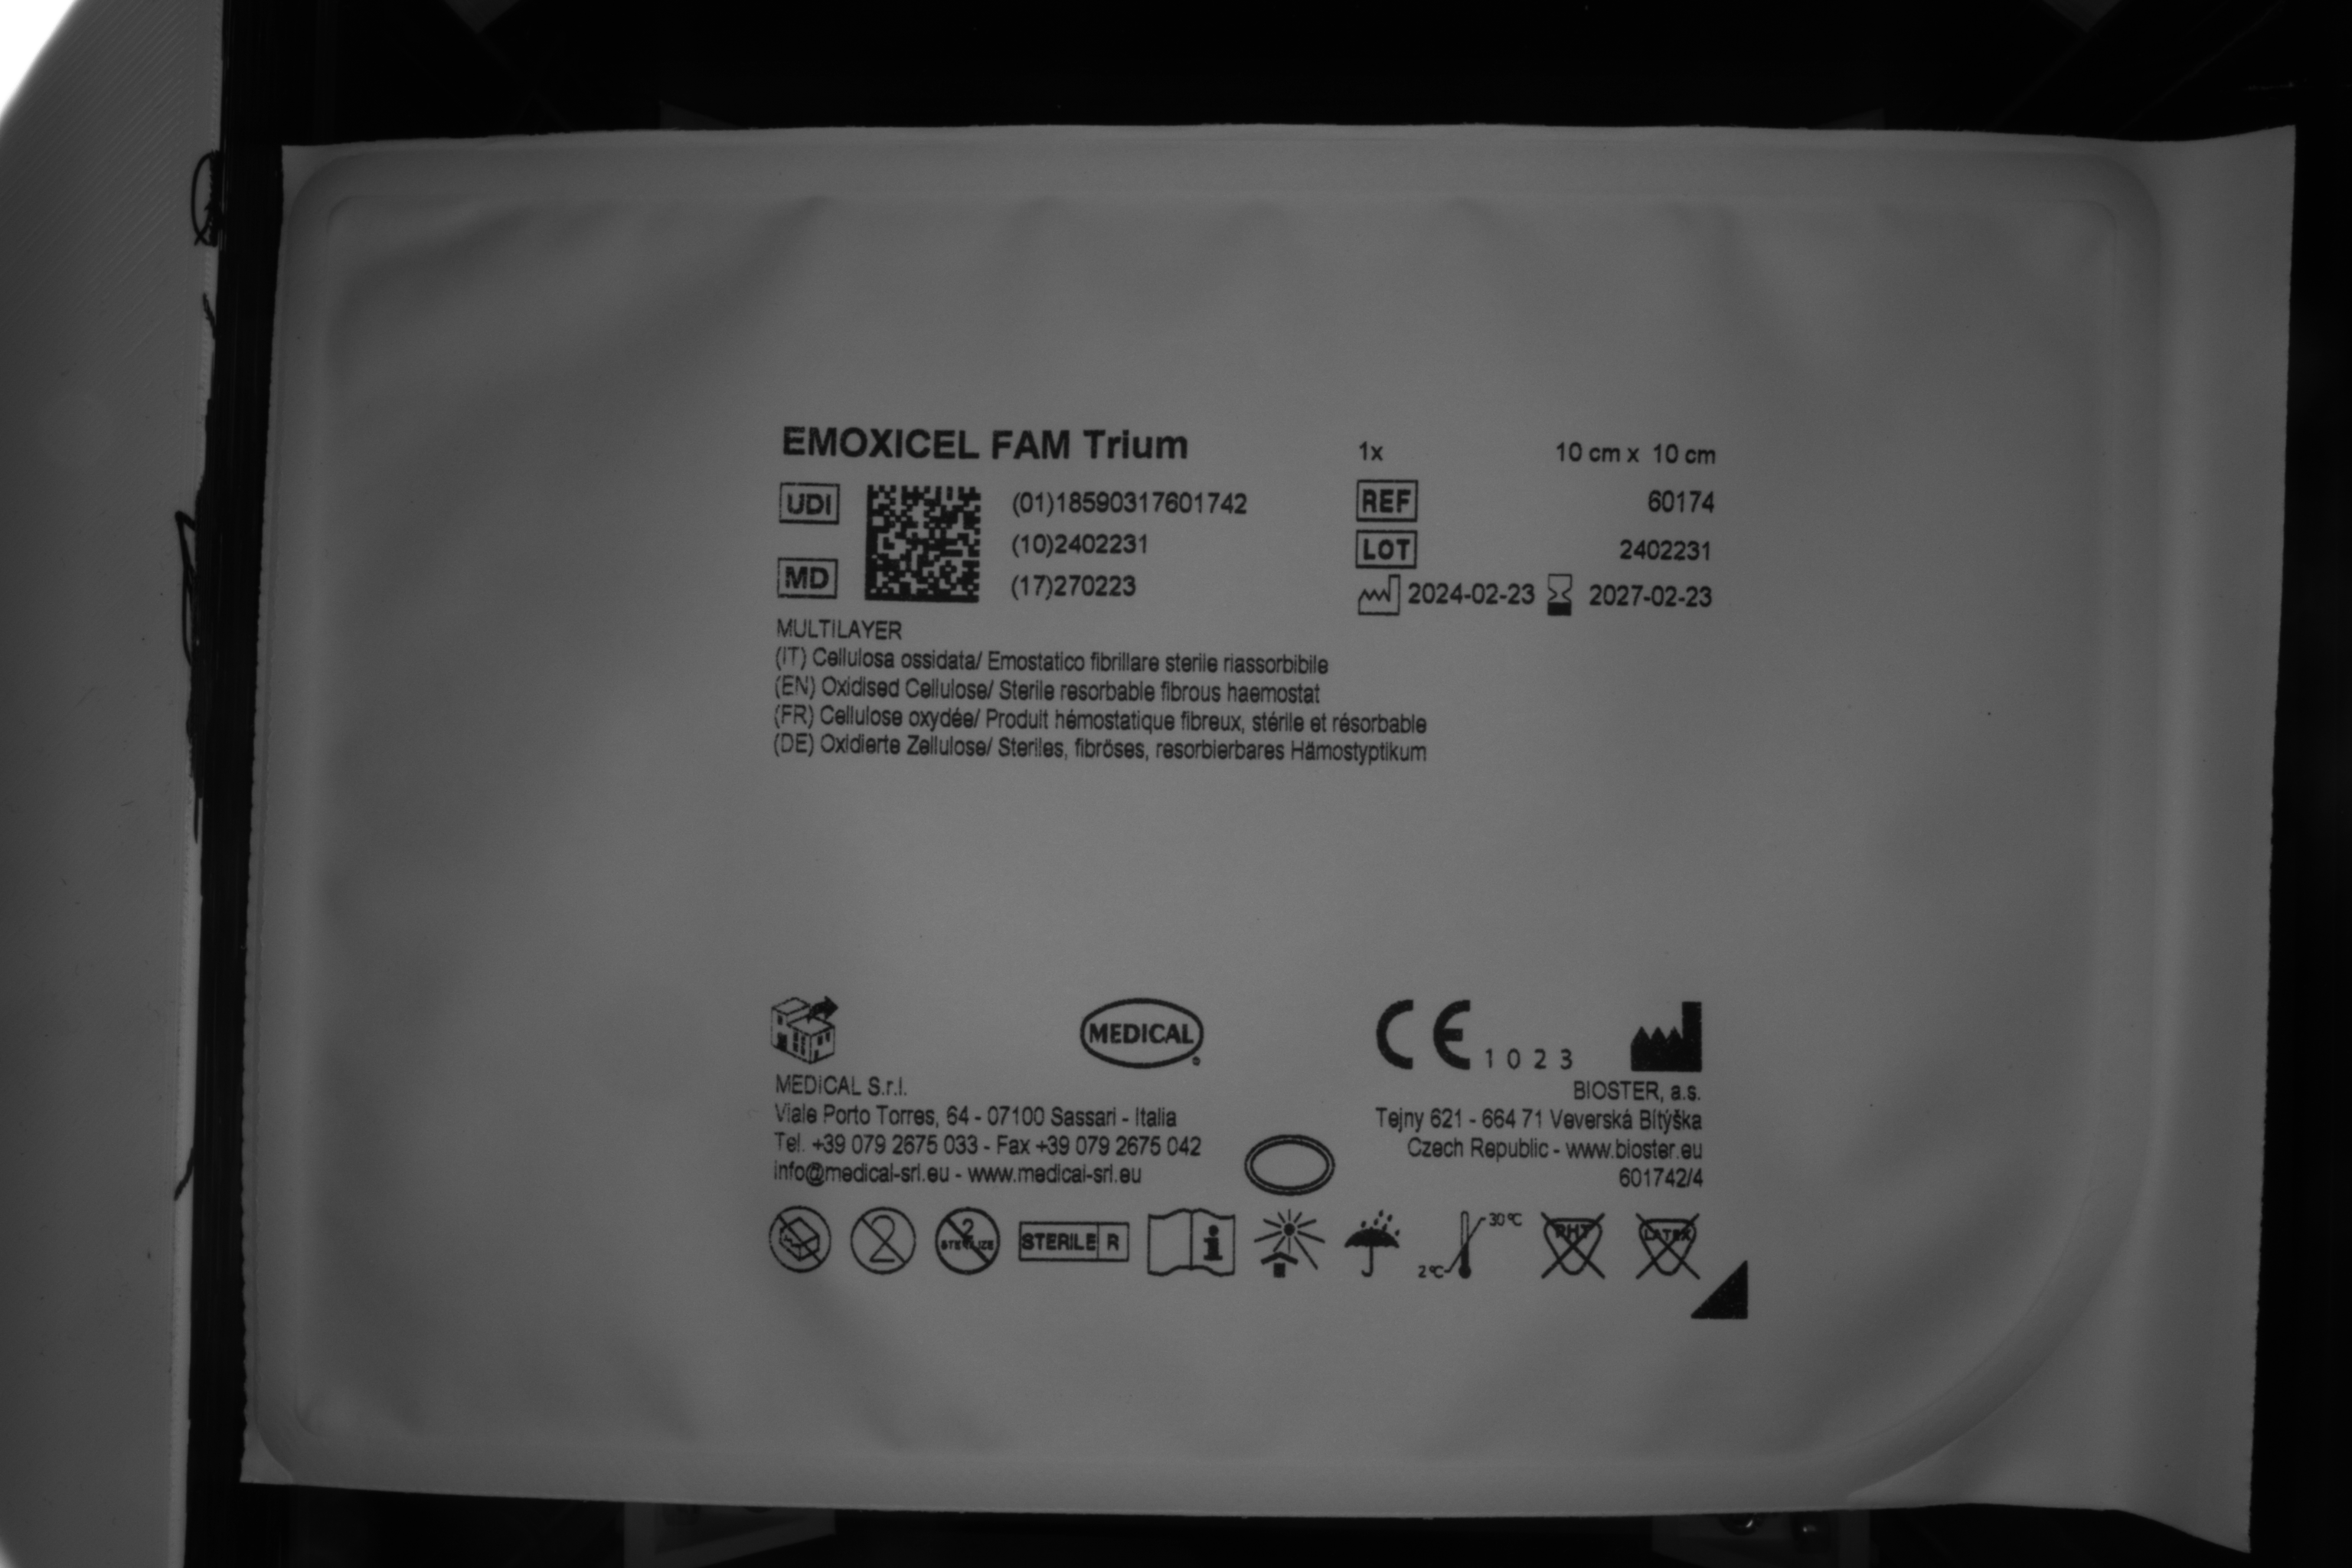 EMOXICEL FAM Trium
1x 10 cm x 10 cm
UDI
(01)18590317601742
REF 60174
(10)2402231
LOT 2402231
MD
(17)270223
2024-02-23 2027-02-23
MULTILAYER
(IT) Cellulosa ossidata/ Emostatico fibrillare sterile riassorbibile
(EN) Oxidised Cellulose/ Sterile resorbable fibrous haemostat
(FR) Cellulose oxydée/ Produit hémostatique fibreux, stérile et résorbable
(DE) Oxidierte Zellulose/ Steriles, fibröses, resorbierbares Hämostyptikum
MEDICAL
CE 1023
MEDICAL S.r.l.
Viale Porto Torres, 64 - 07100 Sassari - Italia
Tel. +39 079 2675 033 - Fax +39 079 2675 042
info@medical-srl.eu - www.medical-srl.eu
BIOSTER, a.s.
Tejny 621 - 664 71 Veverská Bítýška
Czech Republic - www.bioster.eu
601742/4
2
2 STERILIZE
STERILE R
i
2°C 30°C
PHT
LATEX